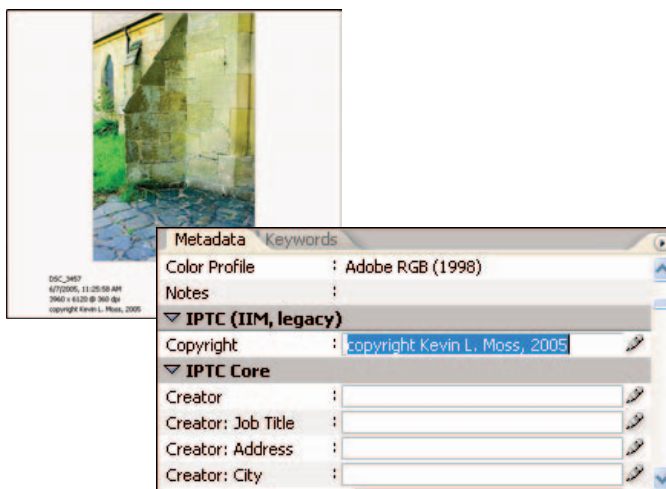 DSC_3457
6/7/2005, 11:25:58 AM
3960 x 6120 @ 360 dpi
copyright Kevin L. Moss, 2005
Metadata Keywords
Color Profile : Adobe RGB (1998)
Notes :
IPTC (IIM, legacy)
Copyright : copyright Kevin L. Moss, 2005
IPTC Core
Creator :
Creator: Job Title :
Creator: Address :
Creator: City :